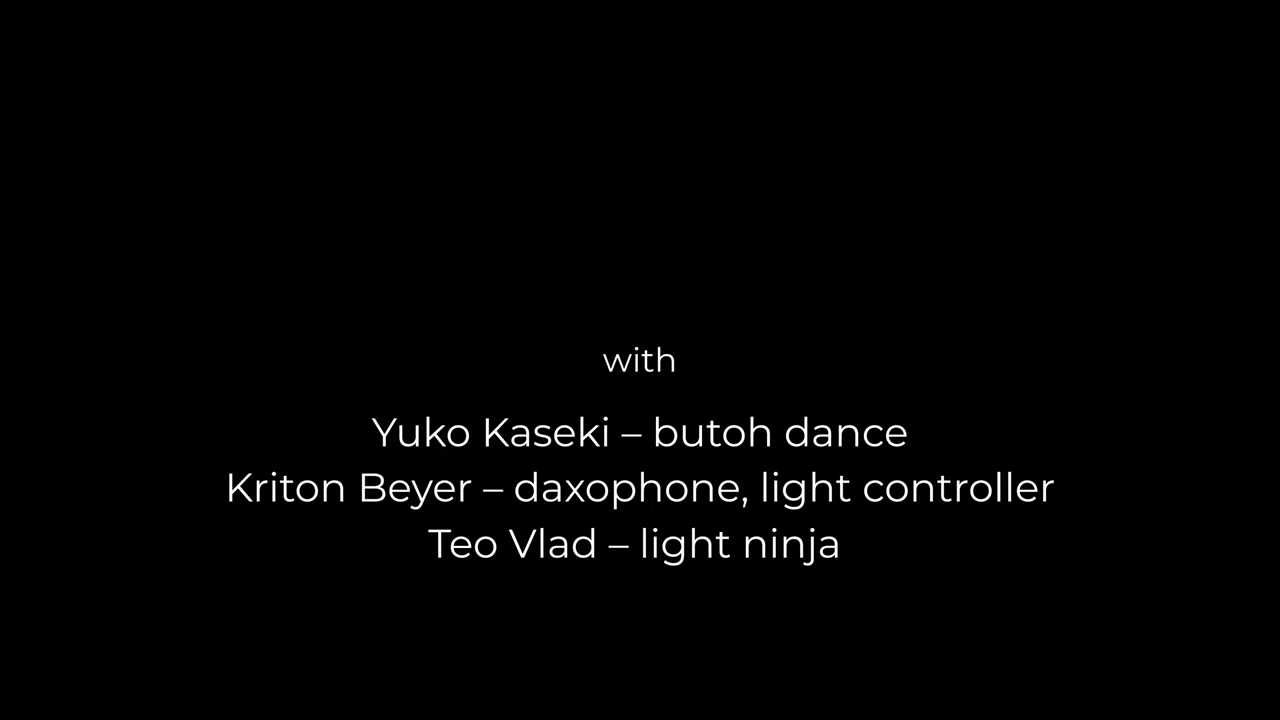 with
Yuko Kaseki – butoh dance
Kriton Beyer – daxophone, light controller
Teo Vlad – light ninja